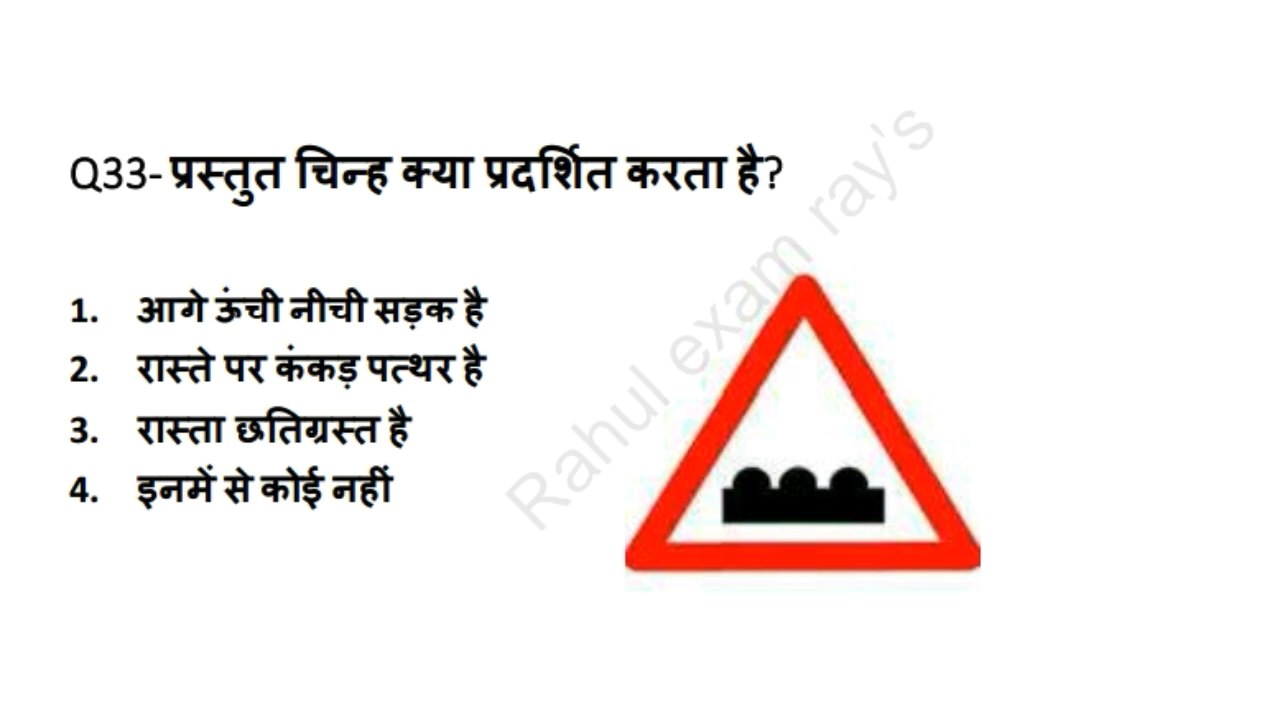 Q33- प्रस्तुत चिन्ह क्या प्रदर्शित करता है?
1. आगे ऊंची नीची सड़क है
2. रास्ते पर कंकड़ पत्थर है
3. रास्ता छतिग्रस्त है
4. इनमें से कोई नहीं
Rahul exam ray's